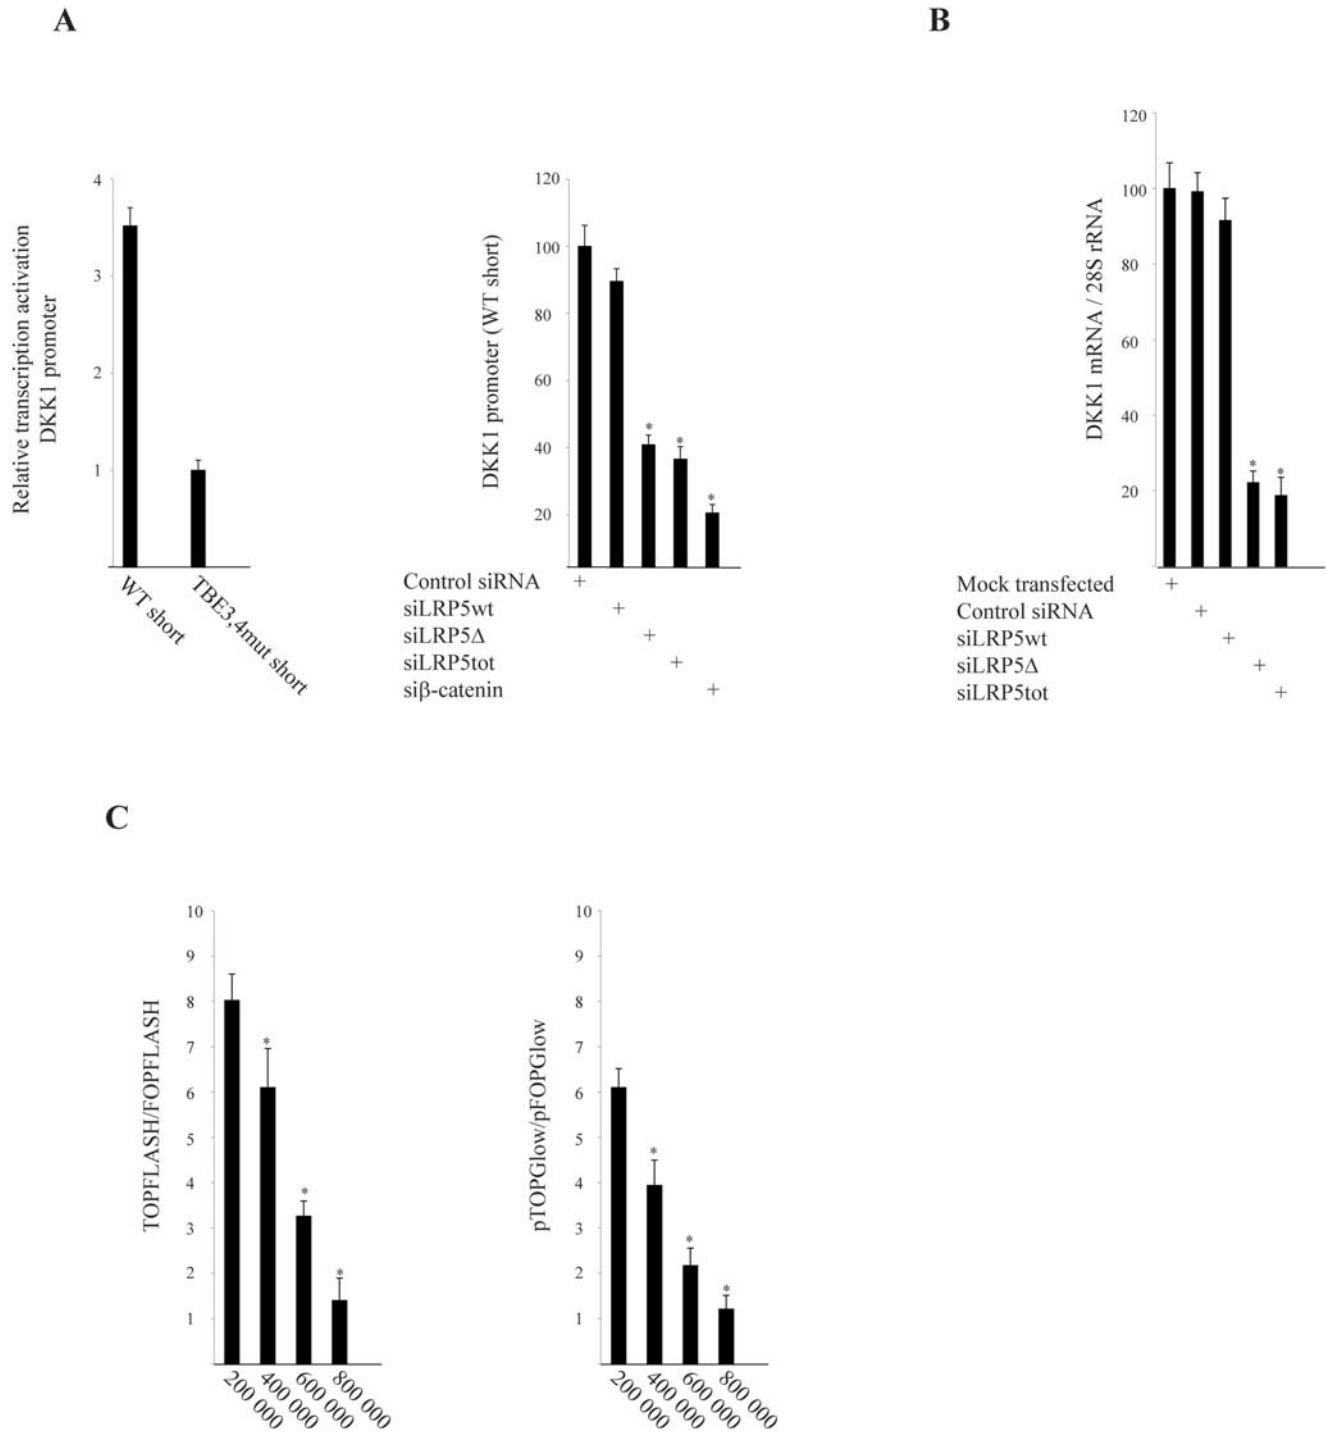 A
B
Relative transcription activation
DKK1 promoter
4
3
2
1
WT short
TBE3,4mut short
DKK1 promoter (WT short)
120
100
80
60
40
20
*
*
*
Control siRNA +
siLRP5wt +
siLRP5Δ +
siLRP5tot +
siβ-catenin +
DKK1 mRNA / 28S rRNA
120
100
80
60
40
20
*
*
Mock transfected +
Control siRNA +
siLRP5wt +
siLRP5Δ +
siLRP5tot +
C
TOPFLASH/FOPFLASH
10
9
8
7
6
5
4
3
2
1
*
*
*
200 000
400 000
600 000
800 000
pTOPGlow/pFOPGlow
10
9
8
7
6
5
4
3
2
1
*
*
*
200 000
400 000
600 000
800 000